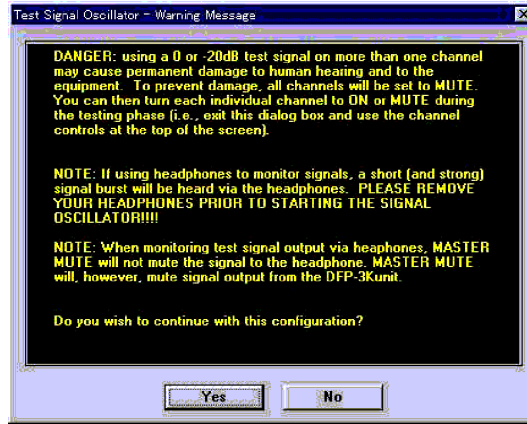 Test Signal Oscillator - Warning Message
DANGER: using a 0 or -20dB test signal on more than one channel
may cause permanent damage to human hearing and to the
equipment. To prevent damage, all channels will be set to MUTE.
You can then turn each individual channel to ON or MUTE during
the testing phase (i.e., exit this dialog box and use the channel
controls at the top of the screen).
NOTE: If using headphones to monitor signals, a short (and strong)
signal burst will be heard via the headphones. PLEASE REMOVE
YOUR HEADPHONES PRIOR TO STARTING THE SIGNAL
OSCILLATOR!!!!
NOTE: When monitoring test signal output via heaphones, MASTER
MUTE will not mute the signal to the headphone. MASTER MUTE
will, however, mute signal output from the DFP-3Kunit.
Do you wish to continue with this configuration?
Yes No